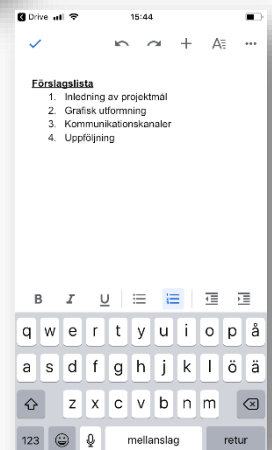 Drive 15:44
Förslagslista
1. Inledning av projektmål
2. Grafisk utformning
3. Kommunikationskanaler
4. Uppföljning
B I U
q w e r t y u i o p å
a s d f g h j k l ö ä
z x c v b n m
123 mellanslag retur